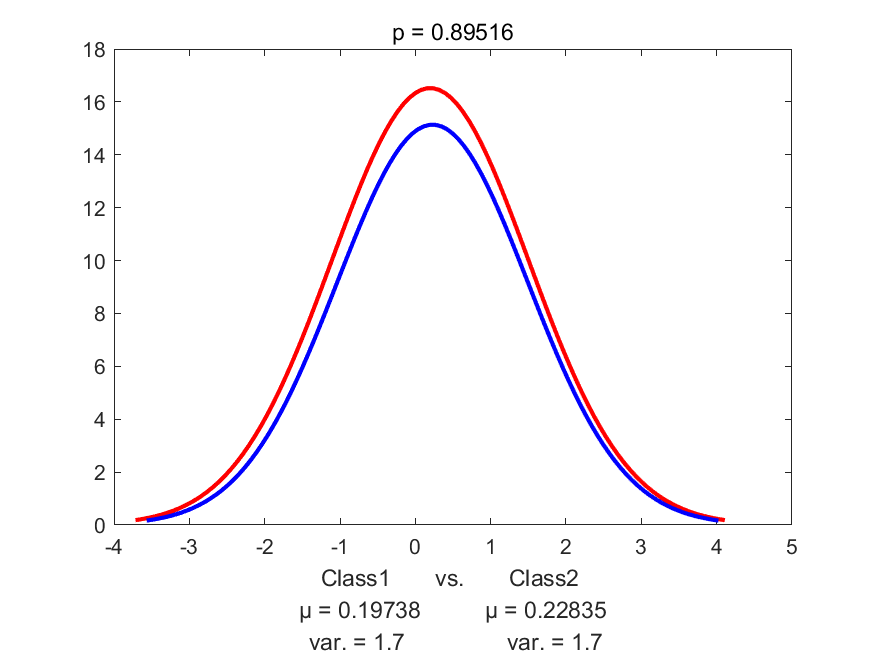 p = 0.89516
18
16
14
12
10
8
6
4
2
0
-4 -3 -2 -1 0 1 2 3 4 5
Class1 vs. Class2
μ = 0.19738 μ = 0.22835
var. = 1.7 var. = 1.7